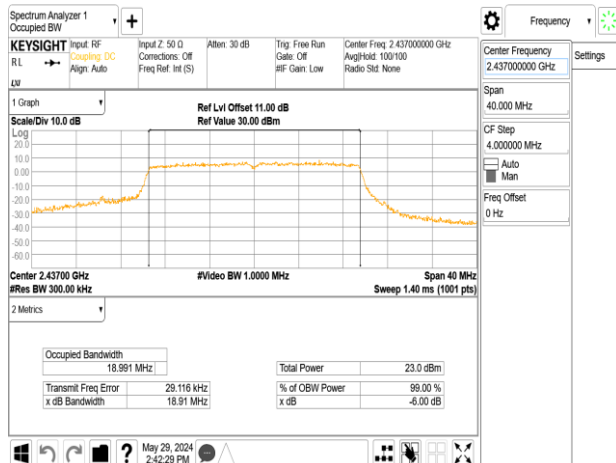 Spectrum Analyzer 1
Occupied BW
Frequency
KEYSIGHT
RL
Input: RF
Coupling: DC
Align: Auto
Input Z: 50 Ω
Corrections: Off
Freq Ref: Int (S)
Atten: 30 dB
Trig: Free Run
Gate: Off
#IF Gain: Low
Center Freq: 2.437000000 GHz
Avg|Hold: 100/100
Radio Std: None
Center Frequency
2.437000000 GHz
Settings
Span
40.000 MHz
CF Step
4.000000 MHz
Auto
Man
Freq Offset
0 Hz
1 Graph
Scale/Div 10.0 dB
Ref Lvl Offset 11.00 dB
Ref Value 30.00 dBm
Log
20.0
10.0
0.00
-10.0
-20.0
-30.0
-40.0
-50.0
-60.0
Center 2.43700 GHz
#Res BW 300.00 kHz
#Video BW 1.0000 MHz
Span 40 MHz
Sweep 1.40 ms (1001 pts)
2 Metrics
Occupied Bandwidth
18.991 MHz
Total Power 23.0 dBm
Transmit Freq Error 29.116 kHz
% of OBW Power 99.00 %
x dB Bandwidth 18.91 MHz
x dB -6.00 dB
?
May 29, 2024
2:42:29 PM